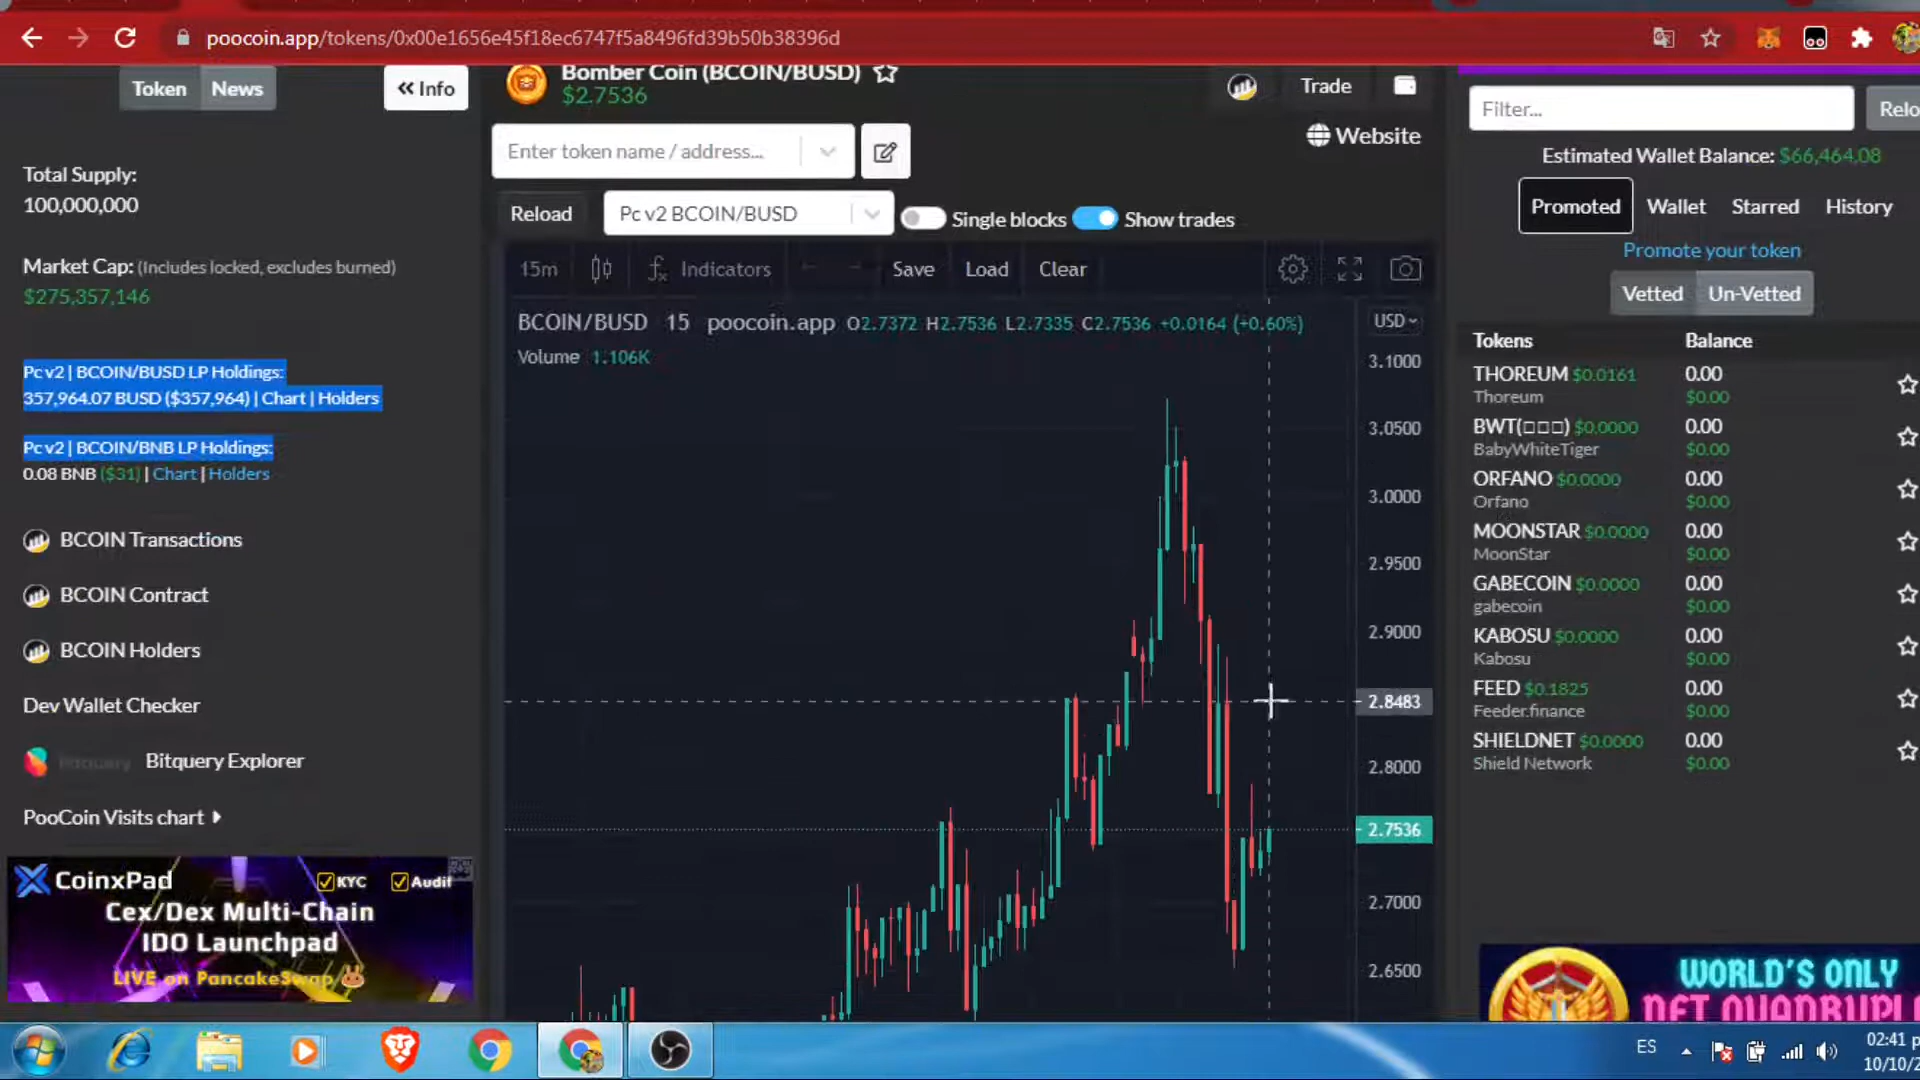 poocoin.app/tokens/0x00e1656e45f18ec6747f5a8496fd39b50b38396d
Token
News
« Info
Total Supply:
100,000,000
Market Cap: (Includes locked, excludes burned)
$275,357,146
Pc v2 | BCOIN/BUSD LP Holdings:
357,964.07 BUSD ($357,964) | Chart | Holders
Pc v2 | BCOIN/BNB LP Holdings:
0.08 BNB ($31) | Chart | Holders
BCOIN Transactions
BCOIN Contract
BCOIN Holders
Dev Wallet Checker
Bitquery Explorer
PooCoin Visits chart
CoinxPad
KYC
Audit
Cex/Dex Multi-Chain
IDO Launchpad
LIVE on PancakeSwap
Bomber Coin (BCOIN/BUSD)
$2.7536
Trade
Enter token name / address...
Website
Reload
Pc v2 BCOIN/BUSD
Single blocks
Show trades
15m
Indicators
Save
Load
Clear
BCOIN/BUSD 15 poocoin.app O2.7372 H2.7536 L2.7335 C2.7536 +0.0164 (+0.60%)
Volume 1.106K
USD
3.1000
3.0500
3.0000
2.9500
2.9000
2.8483
2.8000
2.7536
2.7000
2.6500
Filter...
Relo
Estimated Wallet Balance: $66,464.08
Promoted
Wallet
Starred
History
Promote your token
Vetted
Un-Vetted
Tokens Balance
THOREUM $0.0161 0.00
Thoreum $0.00
BWT(□□□) $0.0000 0.00
BabyWhiteTiger $0.00
ORFANO $0.0000 0.00
Orfano $0.00
MOONSTAR $0.0000 0.00
MoonStar $0.00
GABECOIN $0.0000 0.00
gabecoin $0.00
KABOSU $0.0000 0.00
Kabosu $0.00
FEED $0.1825 0.00
Feeder.finance $0.00
SHIELDNET $0.0000 0.00
Shield Network $0.00
WORLD'S ONLY
ES
02:41 p
10/10/2